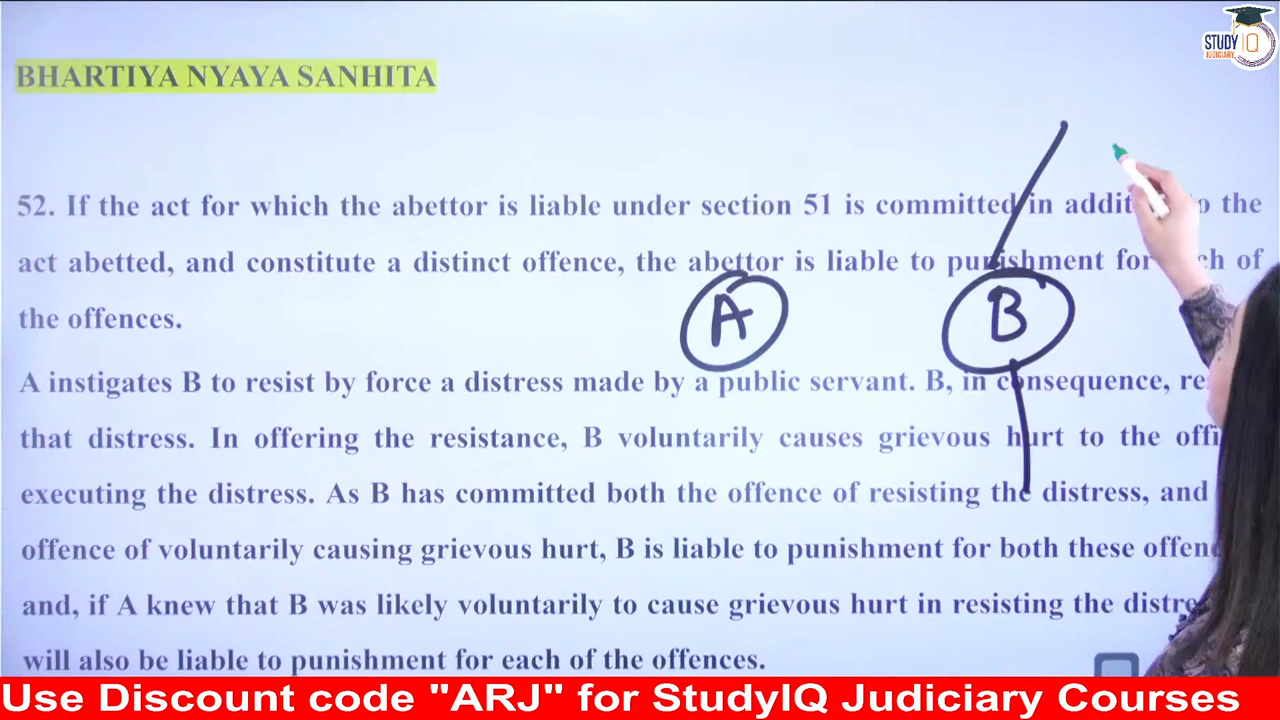 STUDY IQ
JUDICIARY
BHARTIYA NYAYA SANHITA
52. If the act for which the abettor is liable under section 51 is committed in addit to the
act abetted, and constitute a distinct offence, the abettor is liable to punishment for ch of
the offences.
A B
A instigates B to resist by force a distress made by a public servant. B, in consequence, re
that distress. In offering the resistance, B voluntarily causes grievous hurt to the offi
executing the distress. As B has committed both the offence of resisting the distress, and
offence of voluntarily causing grievous hurt, B is liable to punishment for both these offen
and, if A knew that B was likely voluntarily to cause grievous hurt in resisting the distre
will also be liable to punishment for each of the offences.
Use Discount code "ARJ" for StudyIQ Judiciary Courses